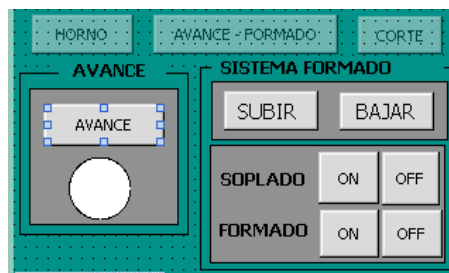 HORNO AVANCE - FORMADO CORTE
AVANCE
AVANCE
SISTEMA FORMADO
SUBIR BAJAR
SOPLADO ON OFF
FORMADO ON OFF